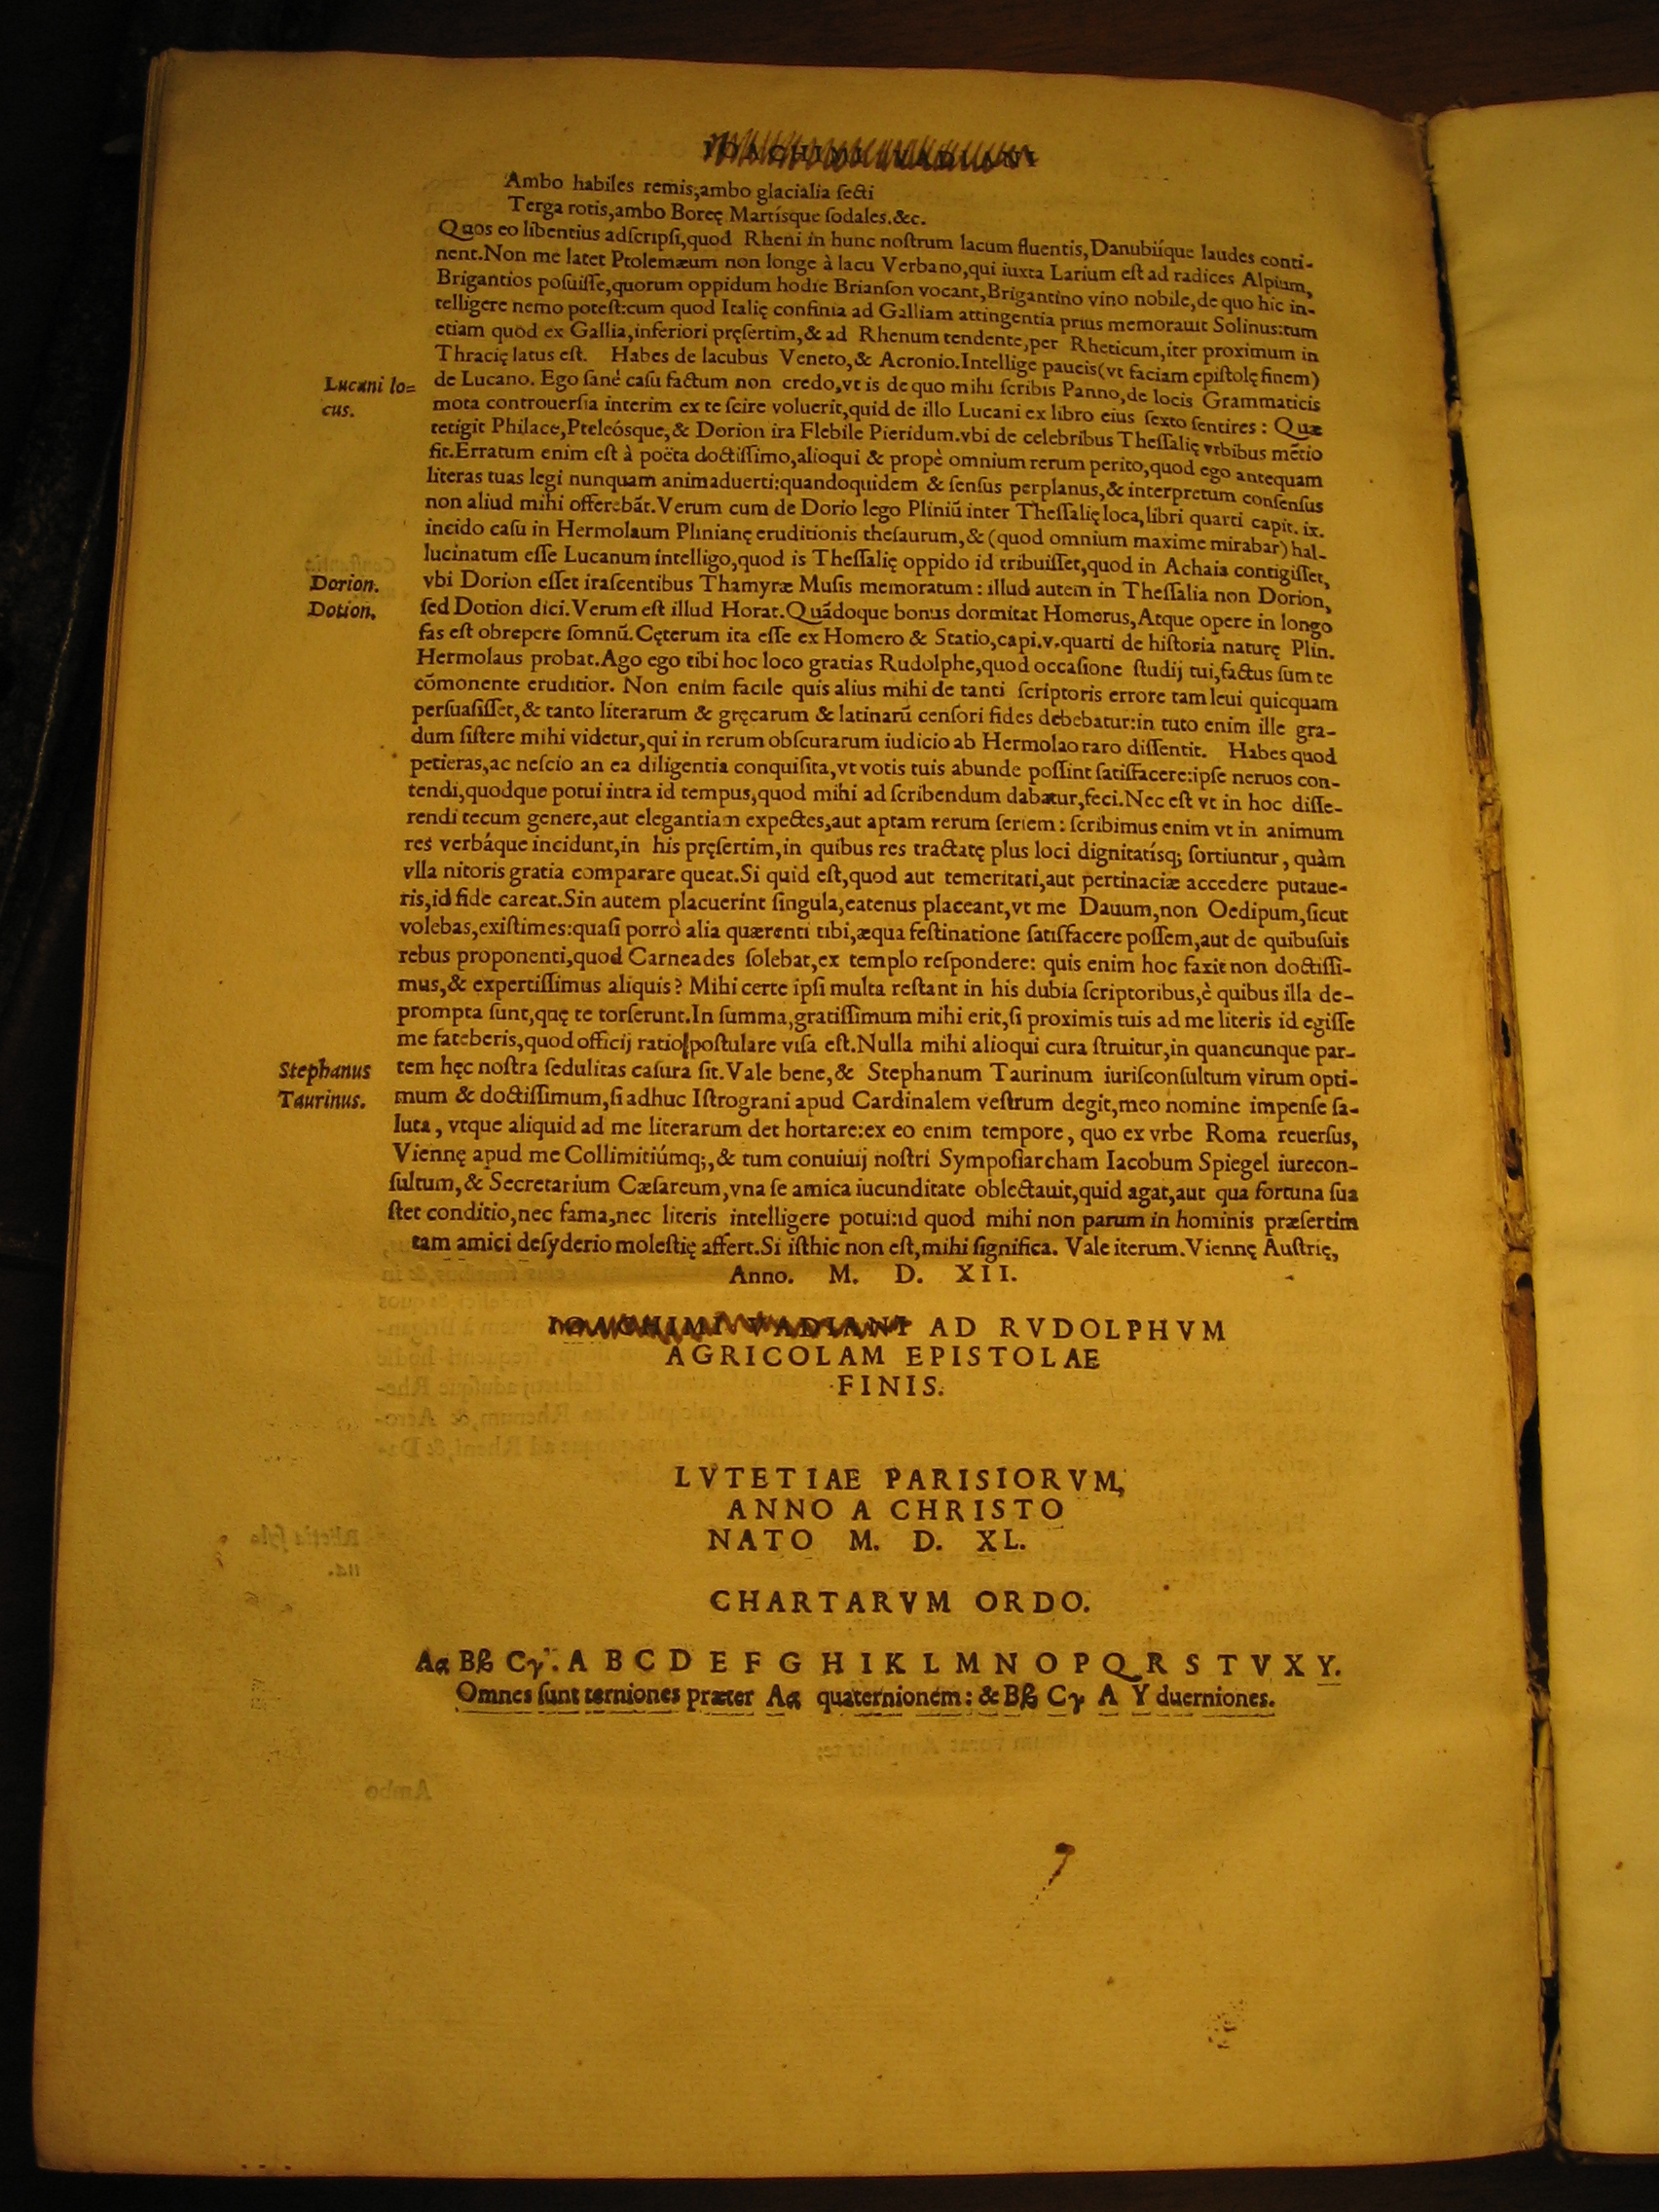 IOACHIMI VADIANI
Ambo habiles remis,ambo glacialia ſecti
Terga rotis,ambo Boreę Martísque ſodales.&c.
Quos eo libentius adſcripſi,quod Rheni in hunc noſtrum lacum fluentis,Danubiíque laudes conti-
nent.Non me latet Ptolemæum non longe à lacu Verbano,qui iuxta Larium eſt ad radices Alpium,
Brigantios poſuiſſe,quorum oppidum hodie Brianſon vocant,Brigantino vino nobile,de quo hic in-
telligere nemo poteſt:cum quod Italię confinia ad Galliam attingentia prius memorauit Solinus:tum
etiam quod ex Gallia,inferiori pręſertim,& ad Rhenum tendente,per Rheticum,iter proximum in
Thracię latus eſt. Habes de lacubus Veneto,& Acronio.Intellige paucis(vt faciam epiſtolę finem)
Lucani lo=
cus.
de Lucano. Ego ſanè caſu factum non credo,vt is de quo mihi ſcribis Panno,de locis Grammaticis
mota controuerſia interim ex te ſcire voluerit,quid de illo Lucani ex libro eius ſexto ſentires : Quæ
tetigit Philace,Pteleósque,& Dorion ira Flebile Pieridum.vbi de celebribus Theſſalię vrbibus mētio
fit.Erratum enim eſt à poëta doctiſſimo,alioqui & propè omnium rerum perito,quod ego antequam
literas tuas legi nunquam animaduerti:quandoquidem & ſenſus perplanus,& interpretum conſenſus
non aliud mihi offerebāt.Verum cum de Dorio lego Pliniū inter Theſſalię loca,libri quarti capit. ix.
incido caſu in Hermolaum Plinianę eruditionis theſaurum,& (quod omnium maxime mirabar) hal-
lucinatum eſſe Lucanum intelligo,quod is Theſſalię oppido id tribuiſſet,quod in Achaia contigiſſet,
Dorion.
Dotion.
vbi Dorion eſſet iraſcentibus Thamyræ Muſis memoratum : illud autem in Theſſalia non Dorion,
ſed Dotion dici.Verum eſt illud Horat.Quādoque bonus dormitat Homerus,Atque opere in longo
fas eſt obrepere ſomnū.Cęterum ita eſſe ex Homero & Statio,capi.v.quarti de hiſtoria naturę Plin.
Hermolaus probat.Ago ego tibi hoc loco gratias Rudolphe,quod occaſione ſtudij tui,factus ſum te
cōmonente eruditior. Non enim facile quis alius mihi de tanti ſcriptoris errore tam leui quicquam
perſuaſiſſet,& tanto literarum & gręcarum & latinarū cenſori fides debebatur:in tuto enim ille gra-
dum ſiſtere mihi videtur,qui in rerum obſcurarum iudicio ab Hermolao raro diſſentit. Habes quod
petieras,ac neſcio an ea diligentia conquiſita,vt votis tuis abunde poſſint ſatiſfacere:ipſe neruos con-
tendi,quodque potui intra id tempus,quod mihi ad ſcribendum dabatur,feci.Nec eſt vt in hoc diſſe-
rendi tecum genere,aut elegantiam expectes,aut aptam rerum ſeriem : ſcribimus enim vt in animum
res verbáque incidunt,in his pręſertim,in quibus res tractatę plus loci dignitatíſq; ſortiuntur, quàm
vlla nitoris gratia comparare queat.Si quid eſt,quod aut temeritati,aut pertinaciæ accedere putaue-
ris,id fide careat.Sin autem placuerint ſingula,eatenus placeant,vt me Dauum,non Oedipum,ſicut
volebas,exiſtimes:quaſi porrò alia quærenti tibi,æqua feſtinatione ſatiſfacere poſſem,aut de quibuſuis
rebus proponenti,quod Carneades ſolebat,ex templo reſpondere: quis enim hoc faxit non doctiſſi-
mus,& expertiſſimus aliquis? Mihi certe ipſi multa reſtant in his dubia ſcriptoribus,è quibus illa de-
prompta ſunt,quę te torſerunt.In ſumma,gratiſſimum mihi erit,ſi proximis tuis ad me literis id egiſſe
me fateberis,quod officij ratio poſtulare viſa eſt.Nulla mihi alioqui cura ſtruitur,in quancunque par-
Stephanus
Taurinus.
tem hęc noſtra ſedulitas caſura ſit.Vale bene,& Stephanum Taurinum iuriſconſultum virum opti-
mum & doctiſſimum,ſi adhuc Iſtrograni apud Cardinalem veſtrum degit,meo nomine impenſe ſa-
luta, vtque aliquid ad me literarum det hortare:ex eo enim tempore, quo ex vrbe Roma reuerſus,
Viennę apud me Collimitiúmq;,& tum conuiuij noſtri Sympoſiarcham Iacobum Spiegel iurecon-
ſultum,& Secretarium Cæſareum,vna ſe amica iucunditate oblectauit,quid agat,aut qua fortuna ſua
ſtet conditio,nec fama,nec literis intelligere potui:id quod mihi non parum in hominis præſertim
tam amici deſyderio moleſtię affert.Si iſthic non eſt,mihi ſignifica. Vale iterum.Viennę Auſtrię,
Anno. M. D. XII.
IOACHIMI VADIANI AD RVDOLPHVM
AGRICOLAM EPISTOLAE
FINIS.
LVTETIAE PARISIORVM,
ANNO A CHRISTO
NATO M. D. XL.
CHARTARVM ORDO.
Aα Bβ Cγ. A B C D E F G H I K L M N O P Q R S T V X Y.
Omnes ſunt terniones præter Aα quaternionem: & Bβ Cγ A Y duerniones.